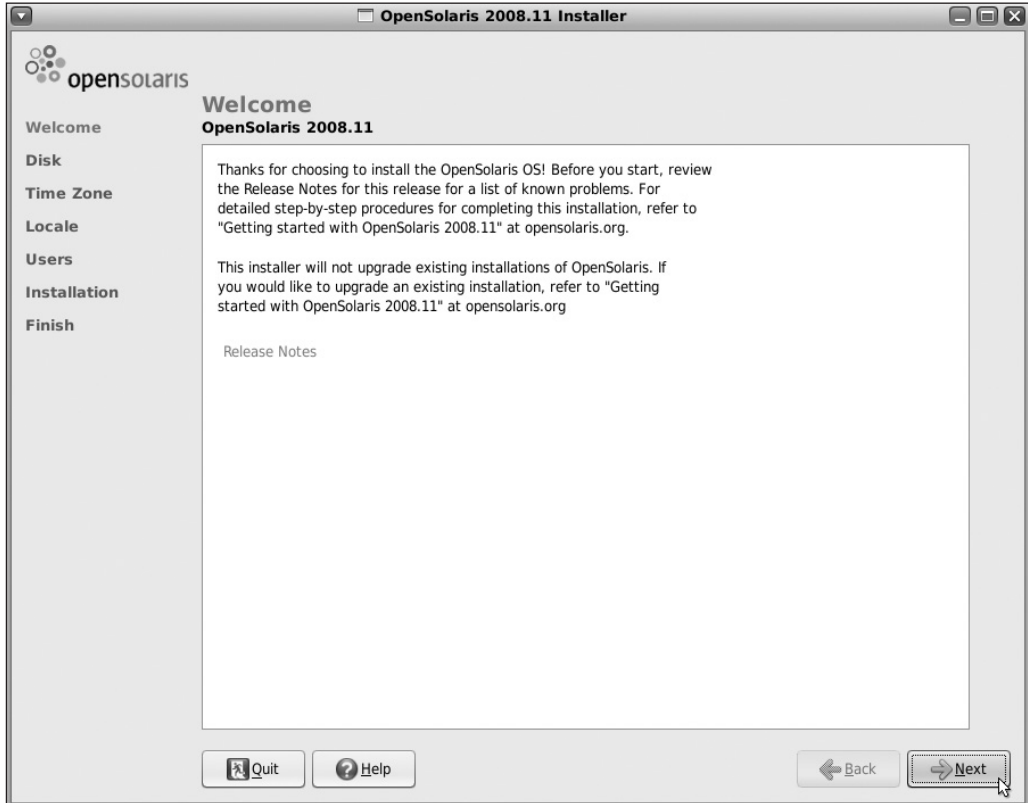 OpenSolaris 2008.11 Installer
opensolaris
Welcome
Disk
Time Zone
Locale
Users
Installation
Finish
Welcome
OpenSolaris 2008.11
Thanks for choosing to install the OpenSolaris OS! Before you start, review
the Release Notes for this release for a list of known problems. For
detailed step-by-step procedures for completing this installation, refer to
"Getting started with OpenSolaris 2008.11" at opensolaris.org.
This installer will not upgrade existing installations of OpenSolaris. If
you would like to upgrade an existing installation, refer to "Getting
started with OpenSolaris 2008.11" at opensolaris.org
Release Notes
Quit
Help
Back
Next